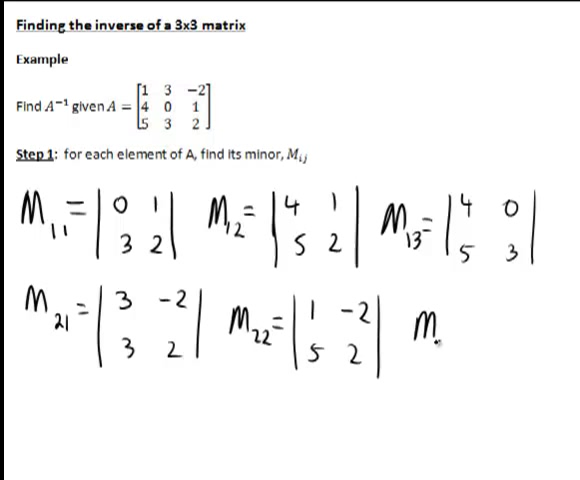 Finding the inverse of a 3x3 matrix
Example
Find A⁻¹ given A = [1 3 −2
4 0 1
5 3 2]
Step 1: for each element of A, find its minor, Mᵢⱼ
M₁₁ = |0 1| M₁₂ = |4 1| M₁₃ = |4 0|
|3 2| |5 2| |5 3|
M₂₁ = |3 -2| M₂₂ = |1 -2| M
|3 2| |5 2|